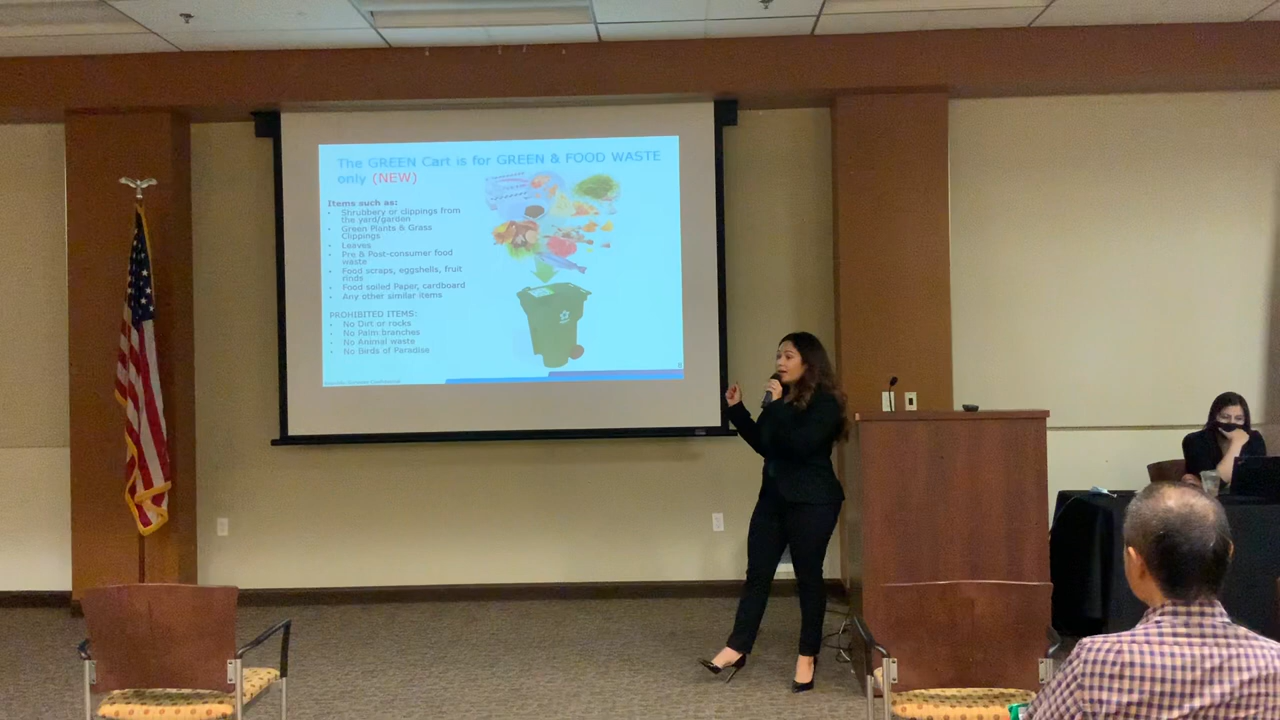 The GREEN Cart is for GREEN & FOOD WASTE
only (NEW)
Items such as:
• Shrubbery or clippings from
the yard/garden
• Green Plants & Grass
Clippings
• Leaves
• Pre & Post-consumer food
waste
• Food scraps, eggshells, fruit
rinds
• Food soiled Paper, cardboard
• Any other similar items
PROHIBITED ITEMS:
• No Dirt or rocks
• No Palm branches
• No Animal waste
• No Birds of Paradise